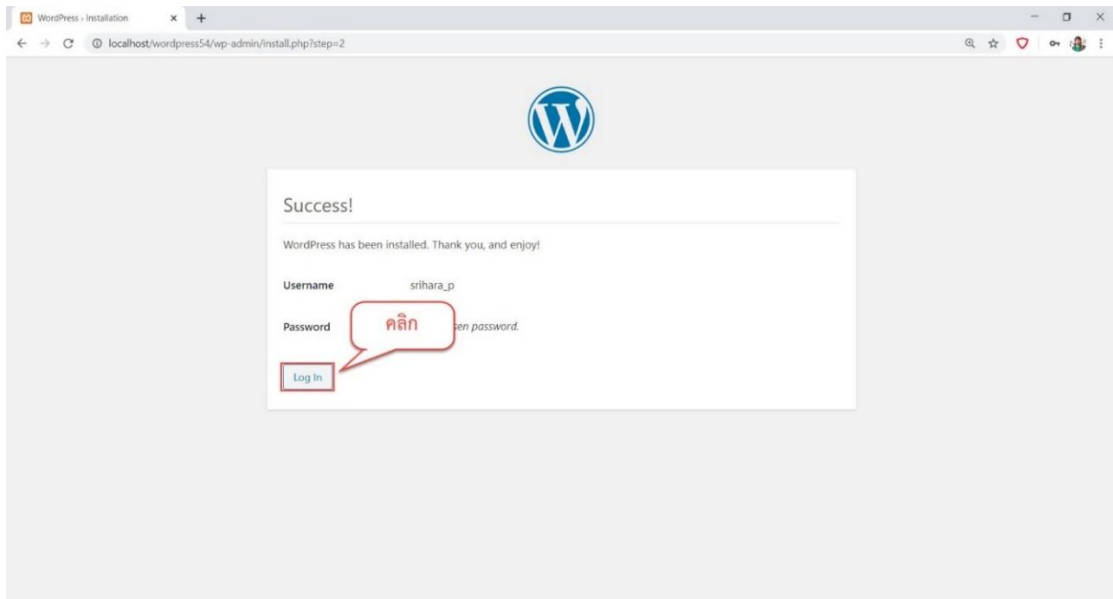 WordPress › Installation
localhost/wordpress54/wp-admin/install.php?step=2
Success!
WordPress has been installed. Thank you, and enjoy!
Username srihara_p
Password sen password.
คลิก
Log In